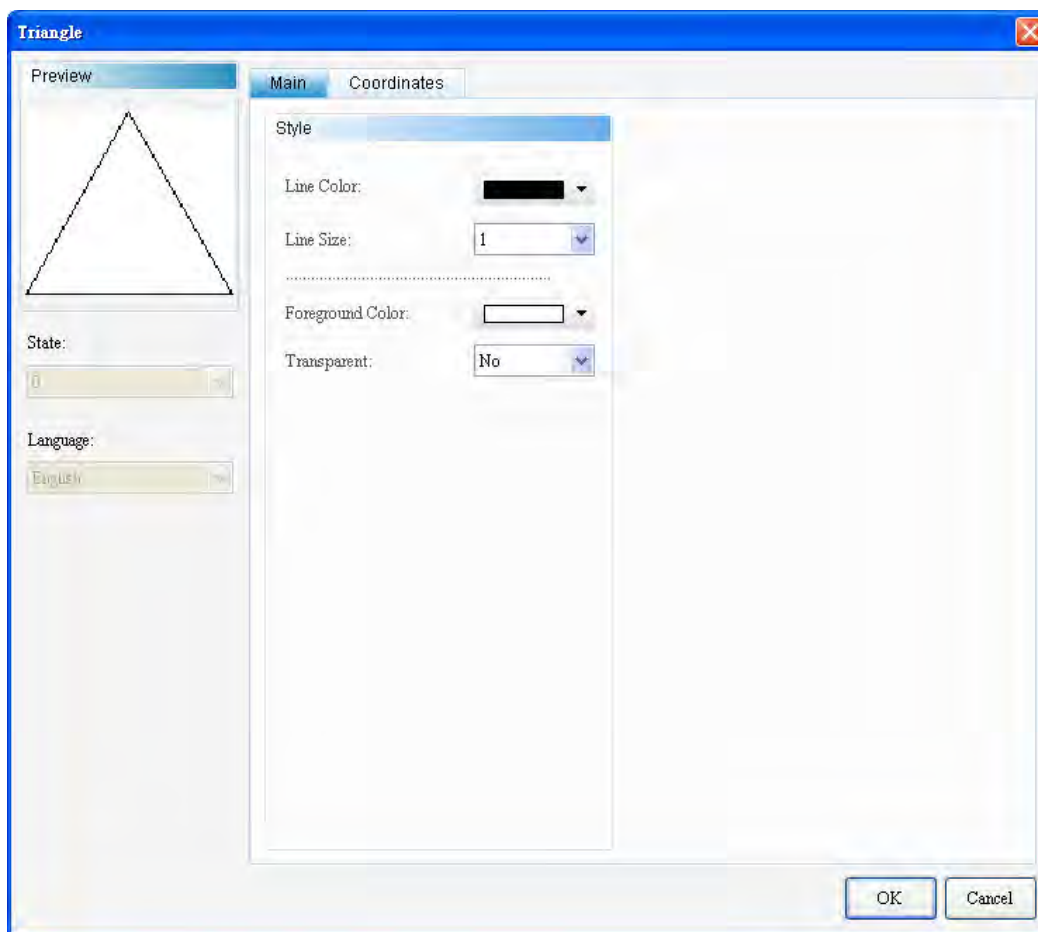 Triangle
Preview
Main Coordinates
Style
Line Color:
Line Size: 1
Foreground Color:
Transparent: No
State:
0
Language:
English
OK Cancel